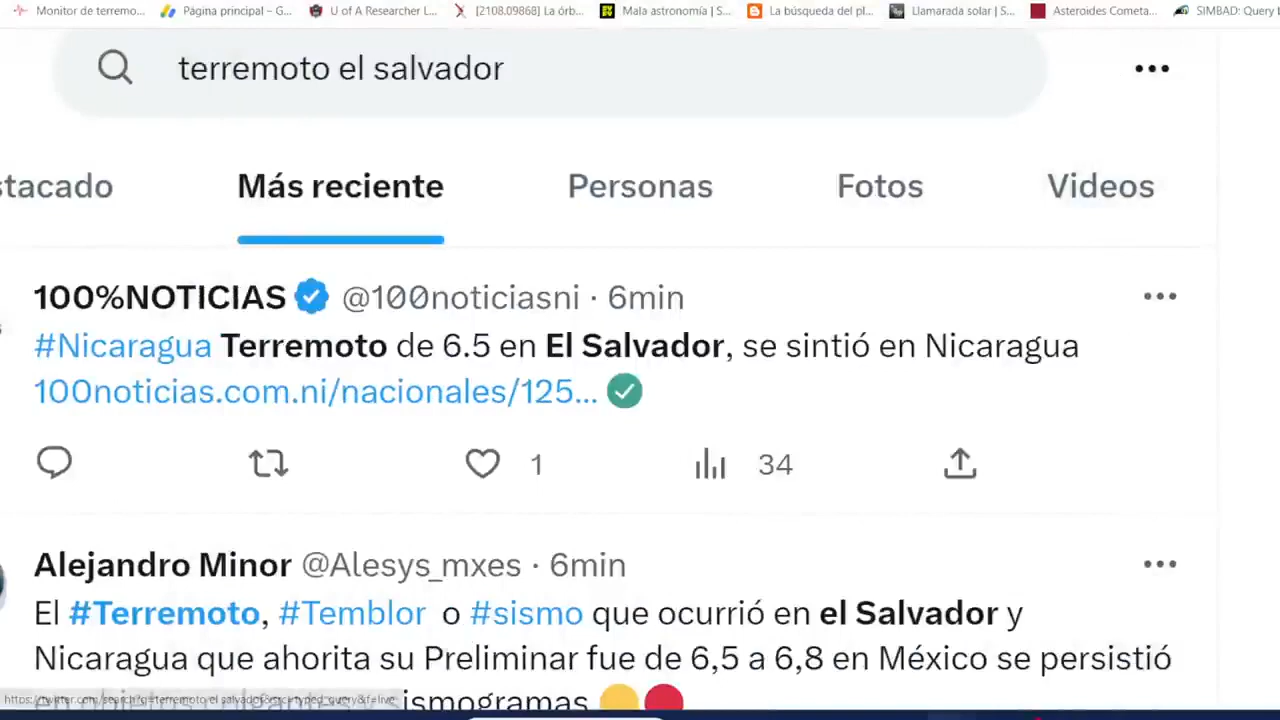 Monitor de terremo... Página principal – G... U of A Researcher L... [2108.09868] La órb... Mala astronomía | S... La búsqueda del pl... Llamarada solar | S... Asteroides Cometa... SIMBAD: Query
terremoto el salvador
stacado Más reciente Personas Fotos Videos
100%NOTICIAS @100noticiasni · 6min
#Nicaragua Terremoto de 6.5 en El Salvador, se sintió en Nicaragua
100noticias.com.ni/nacionales/125...
1 34
Alejandro Minor @Alesys_mxes · 6min
El #Terremoto, #Temblor o #sismo que ocurrió en el Salvador y
Nicaragua que ahorita su Preliminar fue de 6,5 a 6,8 en México se persistió
ismogramas